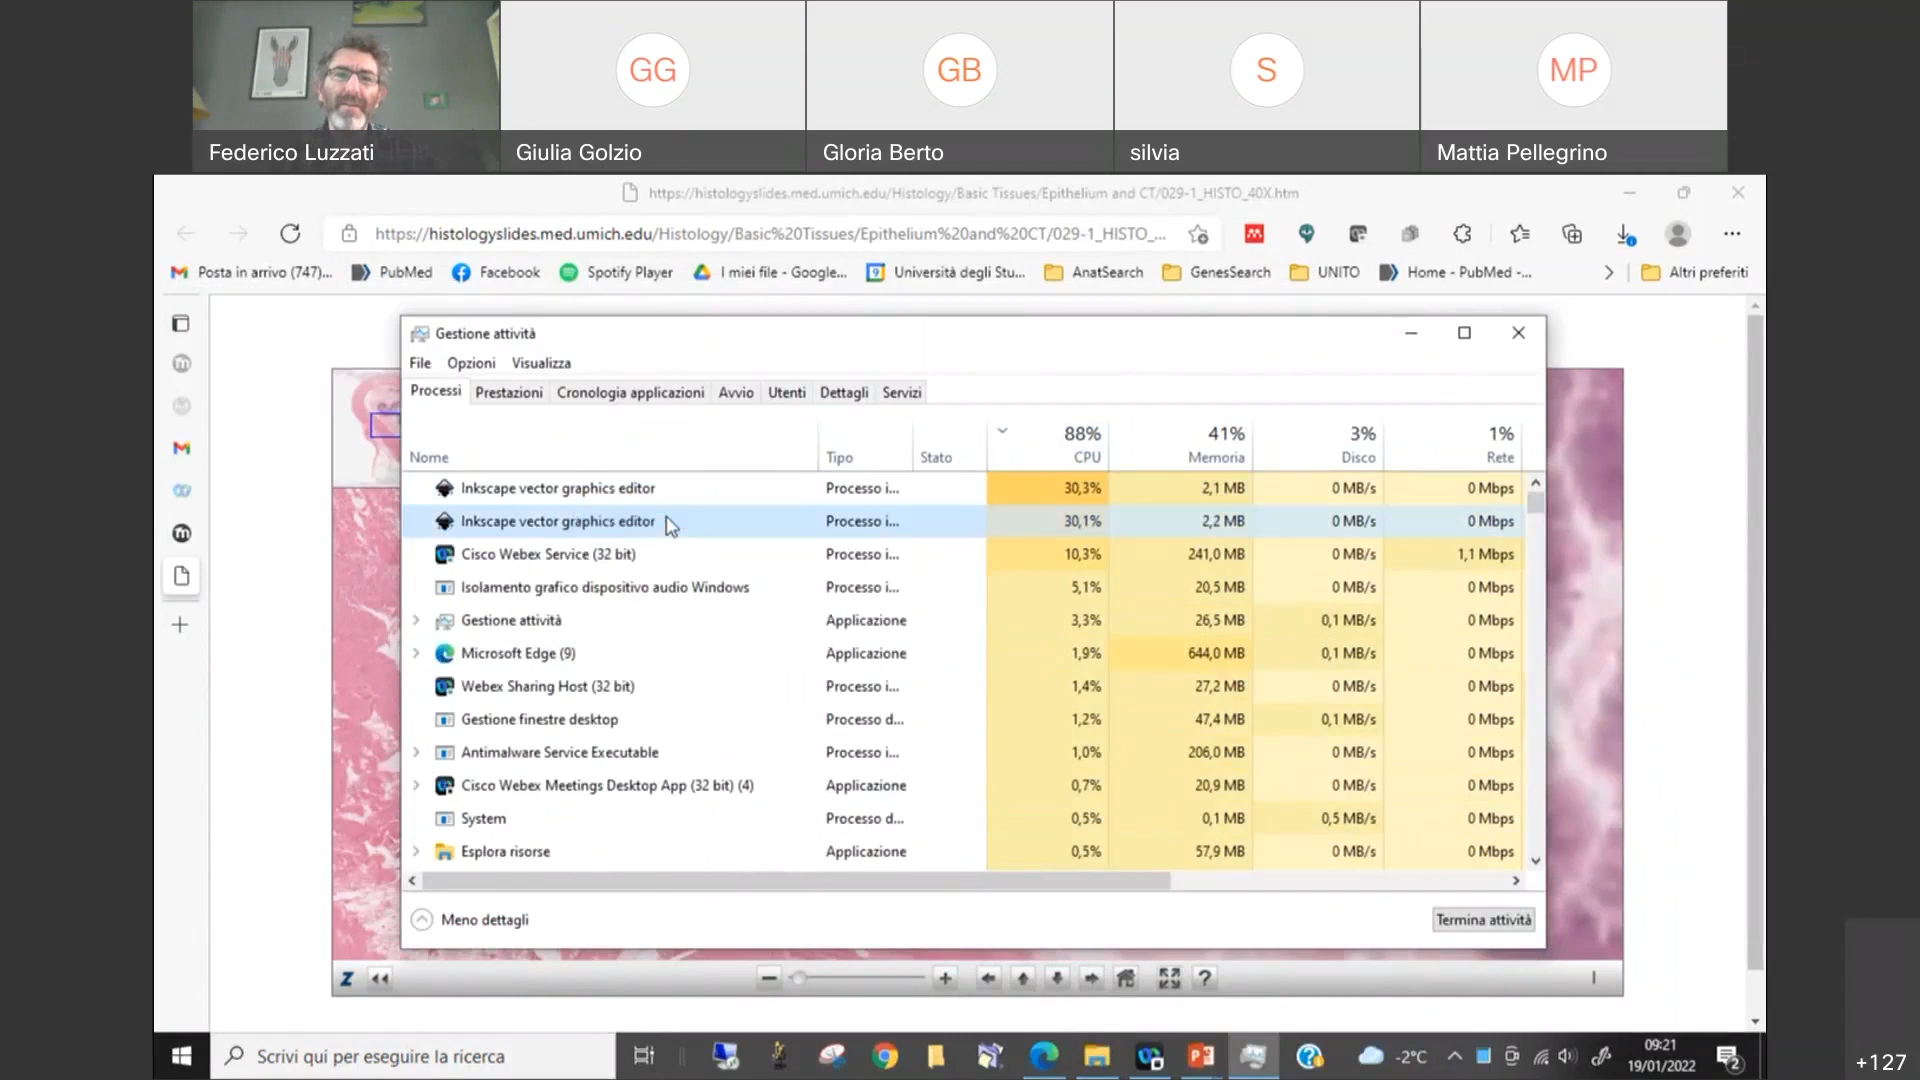 GG
GB
S
MP
Federico Luzzati
Giulia Golzio
Gloria Berto
silvia
Mattia Pellegrino
https://histologyslides.med.umich.edu/Histology/Basic Tissues/Epithelium and CT/029-1_HISTO_40X.htm
https://histologyslides.med.umich.edu/Histology/Basic%20Tissues/Epithelium%20and%20CT/029-1_HISTO_...
Posta in arrivo (747)...
PubMed
Facebook
Spotify Player
I miei file - Google...
Università degli Stu...
AnatSearch
GenesSearch
UNITO
Home - PubMed -...
Altri preferiti
Gestione attività
File Opzioni Visualizza
Processi Prestazioni Cronologia applicazioni Avvio Utenti Dettagli Servizi
88% 41% 3% 1%
Nome Tipo Stato CPU Memoria Disco Rete
Inkscape vector graphics editor Processo i... 30,3% 2,1 MB 0 MB/s 0 Mbps
Inkscape vector graphics editor Processo i... 30,1% 2,2 MB 0 MB/s 0 Mbps
Cisco Webex Service (32 bit) Processo i... 10,3% 241,0 MB 0 MB/s 1,1 Mbps
Isolamento grafico dispositivo audio Windows Processo i... 5,1% 20,5 MB 0 MB/s 0 Mbps
Gestione attività Applicazione 3,3% 26,5 MB 0,1 MB/s 0 Mbps
Microsoft Edge (9) Applicazione 1,9% 644,0 MB 0,1 MB/s 0 Mbps
Webex Sharing Host (32 bit) Processo i... 1,4% 27,2 MB 0 MB/s 0 Mbps
Gestione finestre desktop Processo d... 1,2% 47,4 MB 0,1 MB/s 0 Mbps
Antimalware Service Executable Processo i... 1,0% 206,0 MB 0 MB/s 0 Mbps
Cisco Webex Meetings Desktop App (32 bit) (4) Applicazione 0,7% 20,9 MB 0 MB/s 0 Mbps
System Processo d... 0,5% 0,1 MB 0,5 MB/s 0 Mbps
Esplora risorse Applicazione 0,5% 57,9 MB 0 MB/s 0 Mbps
Meno dettagli
Termina attività
Z
?
Scrivi qui per eseguire la ricerca
-2°C
09:21
19/01/2022
2
+127